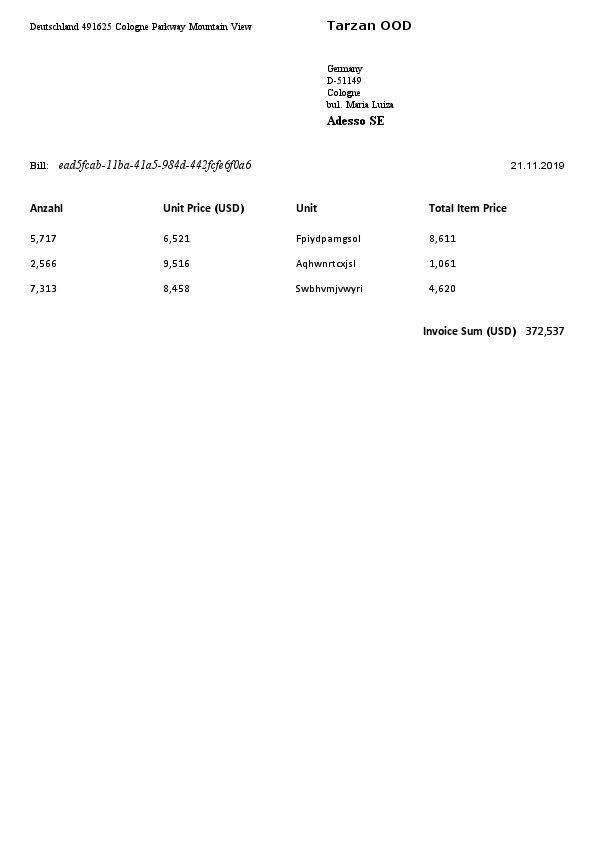 Deutschland 491625 Cologne Parkway Mountain View
Tarzan OOD
Germany
D-51149
Cologne
bul. Maria Luiza
Adesso SE
Bill: ead5fcab-11ba-41a5-984d-442fcfe6f0a6 21.11.2019
Anzahl Unit Price (USD) Unit Total Item Price
5,717 6,521 Fpiydpamgsol 8,611
2,566 9,516 Aqhwnrtcxjsl 1,061
7,313 8,458 Swbhvmjvwyri 4,620
Invoice Sum (USD) 372,537